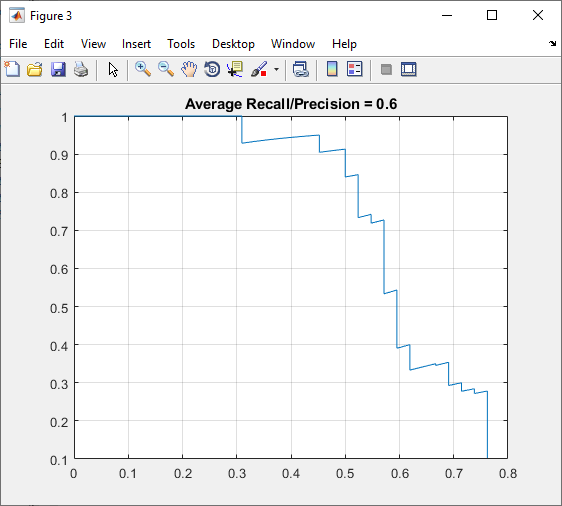 Figure 3
File Edit View Insert Tools Desktop Window Help
Average Recall/Precision = 0.6
1
0.9
0.8
0.7
0.6
0.5
0.4
0.3
0.2
0.1
0 0.1 0.2 0.3 0.4 0.5 0.6 0.7 0.8